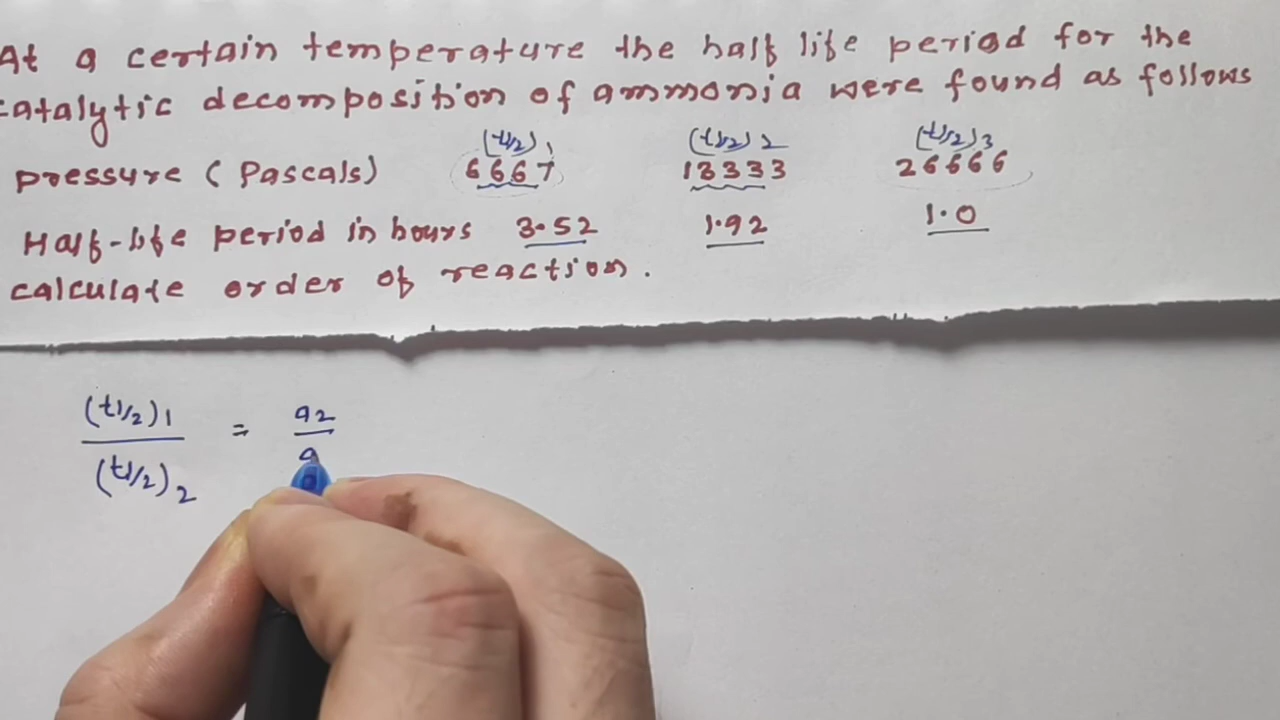 At a certain temperature the half life period for the
catalytic decomposition of ammonia were found as follows
(t1/2)1 (t1/2)2 (t1/2)3
pressure (Pascals) 6667 13333 26666
Half-life period in hours 3.52 1.92 1.0
calculate order of reaction.
(t1/2)1 = a2
(t1/2)2 a